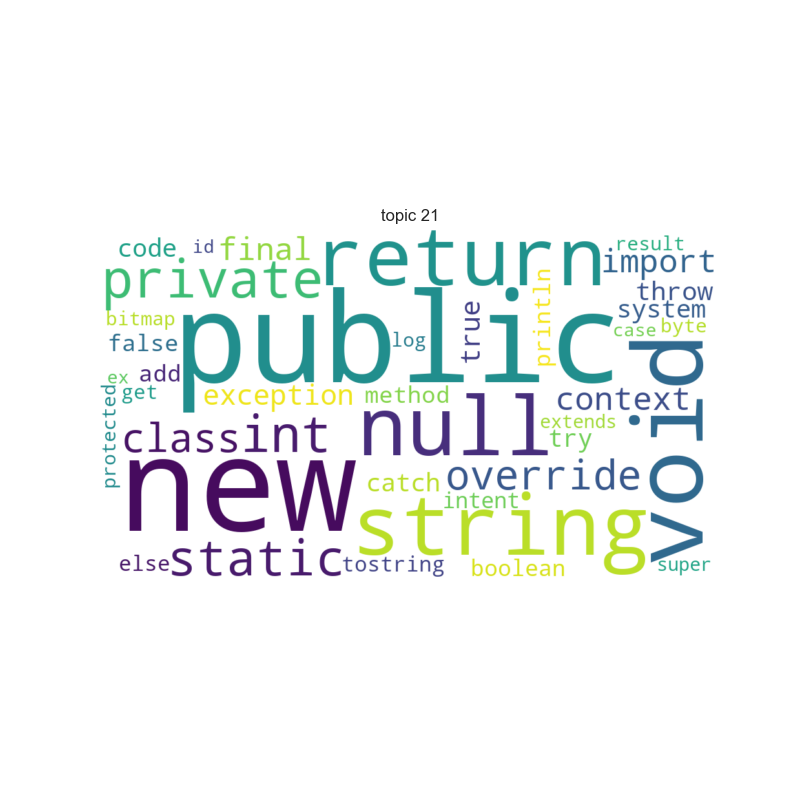 topic 21
code id final return result
private import
bitmap public true println throw
system
false log case byte
ex add void
get exception method context
protected null extends
class int try
new catch override
intent
string
else static tostring boolean super